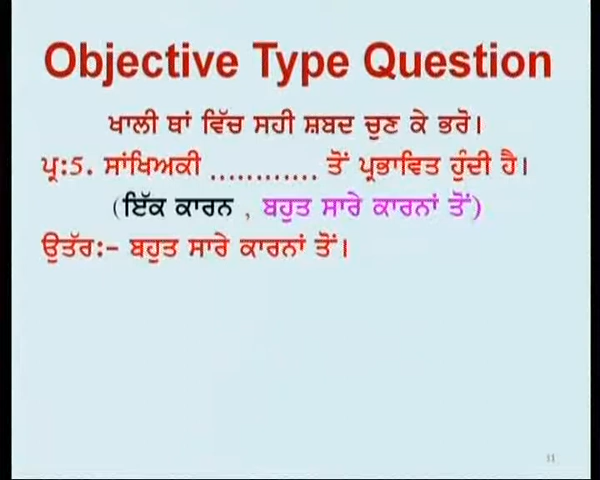 Objective Type Question
ਖਾਲੀ ਥਾਂ ਵਿੱਚ ਸਹੀ ਸ਼ਬਦ ਚੁਣ ਕੇ ਭਰੋ।
ਪ੍ਰ:5. ਸਾਂਖਿਅਕੀ ............ ਤੋਂ ਪ੍ਰਭਾਵਿਤ ਹੁੰਦੀ ਹੈ।
(ਇੱਕ ਕਾਰਨ , ਬਹੁਤ ਸਾਰੇ ਕਾਰਨਾਂ ਤੋਂ)
ਉਤੱਰ:- ਬਹੁਤ ਸਾਰੇ ਕਾਰਨਾਂ ਤੋਂ।
11